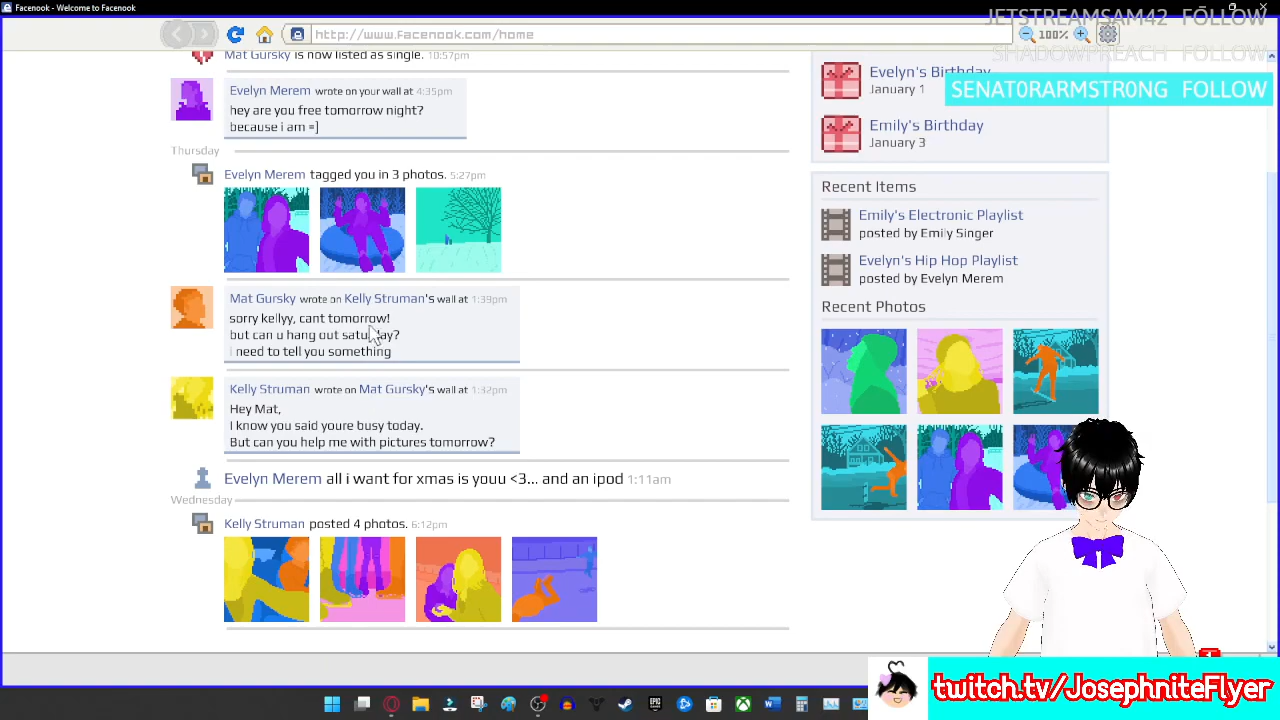 Facenook - Welcome to Facenook
JETSTREAMSAM42 FOLLOW
http://www.facenook.com/home
100%
SHADOWPREACH FOLLOW
Mat Gursky is now listed as single. 10:57pm
Evelyn's Birthday
January 1
SENAT0RARMSTR0NG FOLLOW
Evelyn Merem wrote on your wall at 4:35pm
hey are you free tomorrow night?
because i am =]
Emily's Birthday
January 3
Thursday
Evelyn Merem tagged you in 3 photos. 5:27pm
Recent Items
Emily's Electronic Playlist
posted by Emily Singer
Evelyn's Hip Hop Playlist
posted by Evelyn Merem
Recent Photos
Mat Gursky wrote on Kelly Struman's wall at 1:39pm
sorry kellyy, cant tomorrow!
but can u hang out saturday?
i need to tell you something
Kelly Struman wrote on Mat Gursky's wall at 1:32pm
Hey Mat,
I know you said youre busy today.
But can you help me with pictures tomorrow?
Evelyn Merem all i want for xmas is youu <3... and an ipod 1:11am
Wednesday
Kelly Struman posted 4 photos. 6:12pm
twitch.tv/JosephniteFlyer